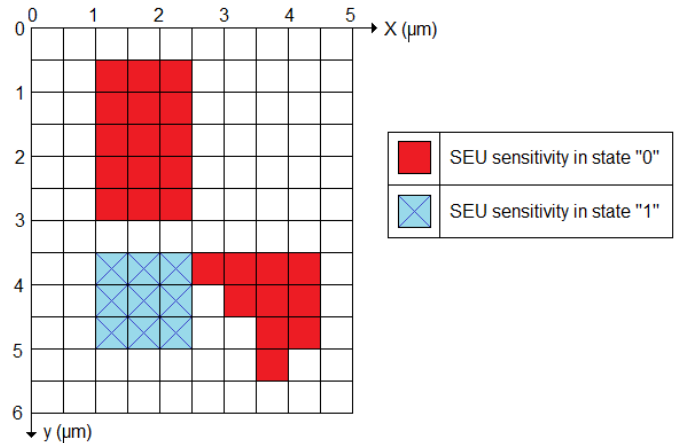 0 1 2 3 4 5 X (µm)
0
1
2
3
4
5
6
y (µm)
SEU sensitivity in state "0"
SEU sensitivity in state "1"